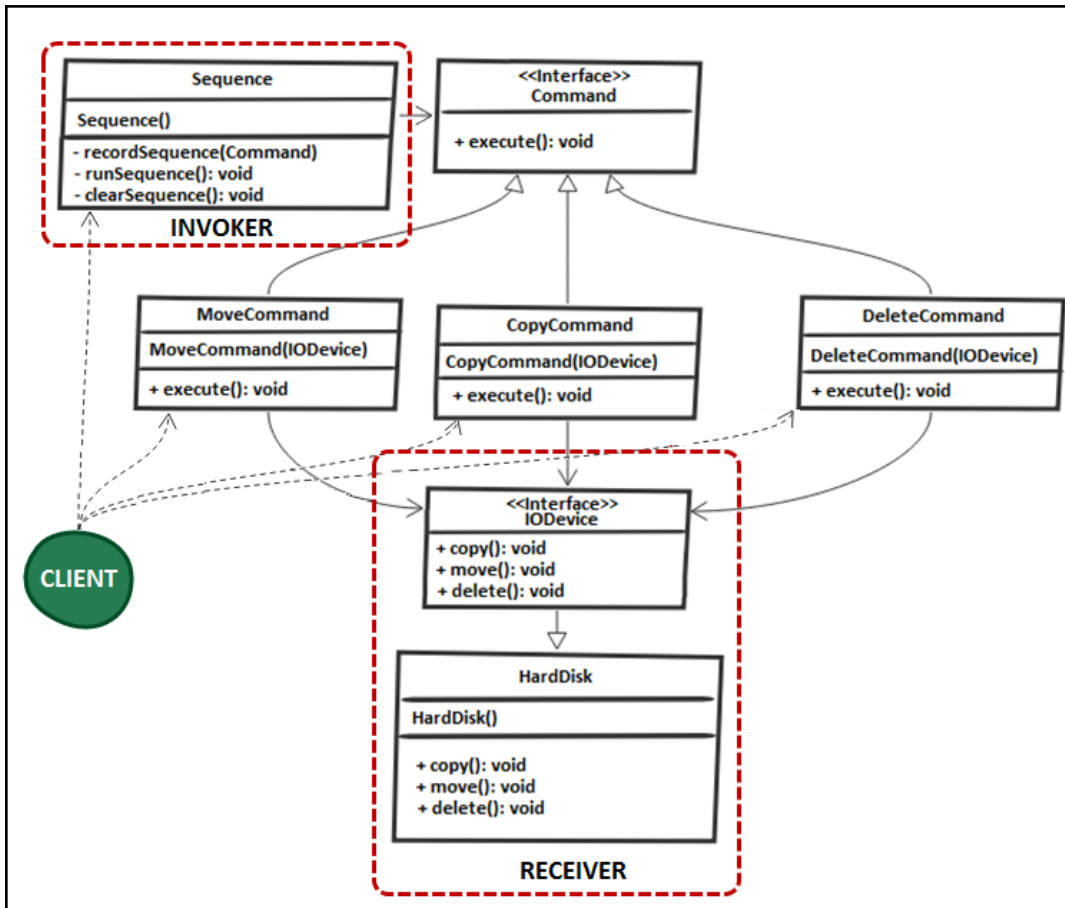 Sequence
Sequence()
- recordSequence(Command)
- runSequence(): void
- clearSequence(): void
INVOKER
<<Interface>>
Command
+ execute(): void
MoveCommand
MoveCommand(IODevice)
+ execute(): void
CopyCommand
CopyCommand(IODevice)
+ execute(): void
DeleteCommand
DeleteCommand(IODevice)
+ execute(): void
CLIENT
<<Interface>>
IODevice
+ copy(): void
+ move(): void
+ delete(): void
HardDisk
HardDisk()
+ copy(): void
+ move(): void
+ delete(): void
RECEIVER